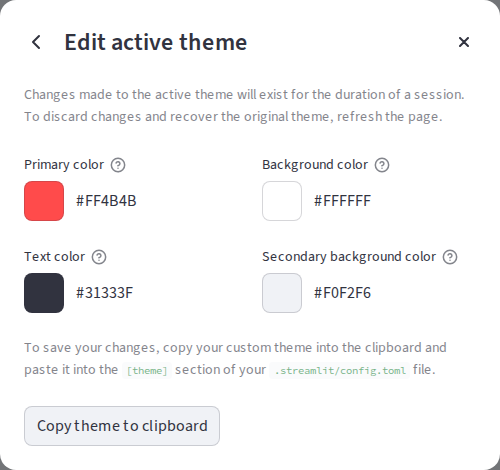 Edit active theme
Changes made to the active theme will exist for the duration of a session.
To discard changes and recover the original theme, refresh the page.
Primary color
Background color
#FF4B4B
#FFFFFF
Text color
Secondary background color
#31333F
#F0F2F6
To save your changes, copy your custom theme into the clipboard and
paste it into the [theme] section of your .streamlit/config.toml file.
Copy theme to clipboard